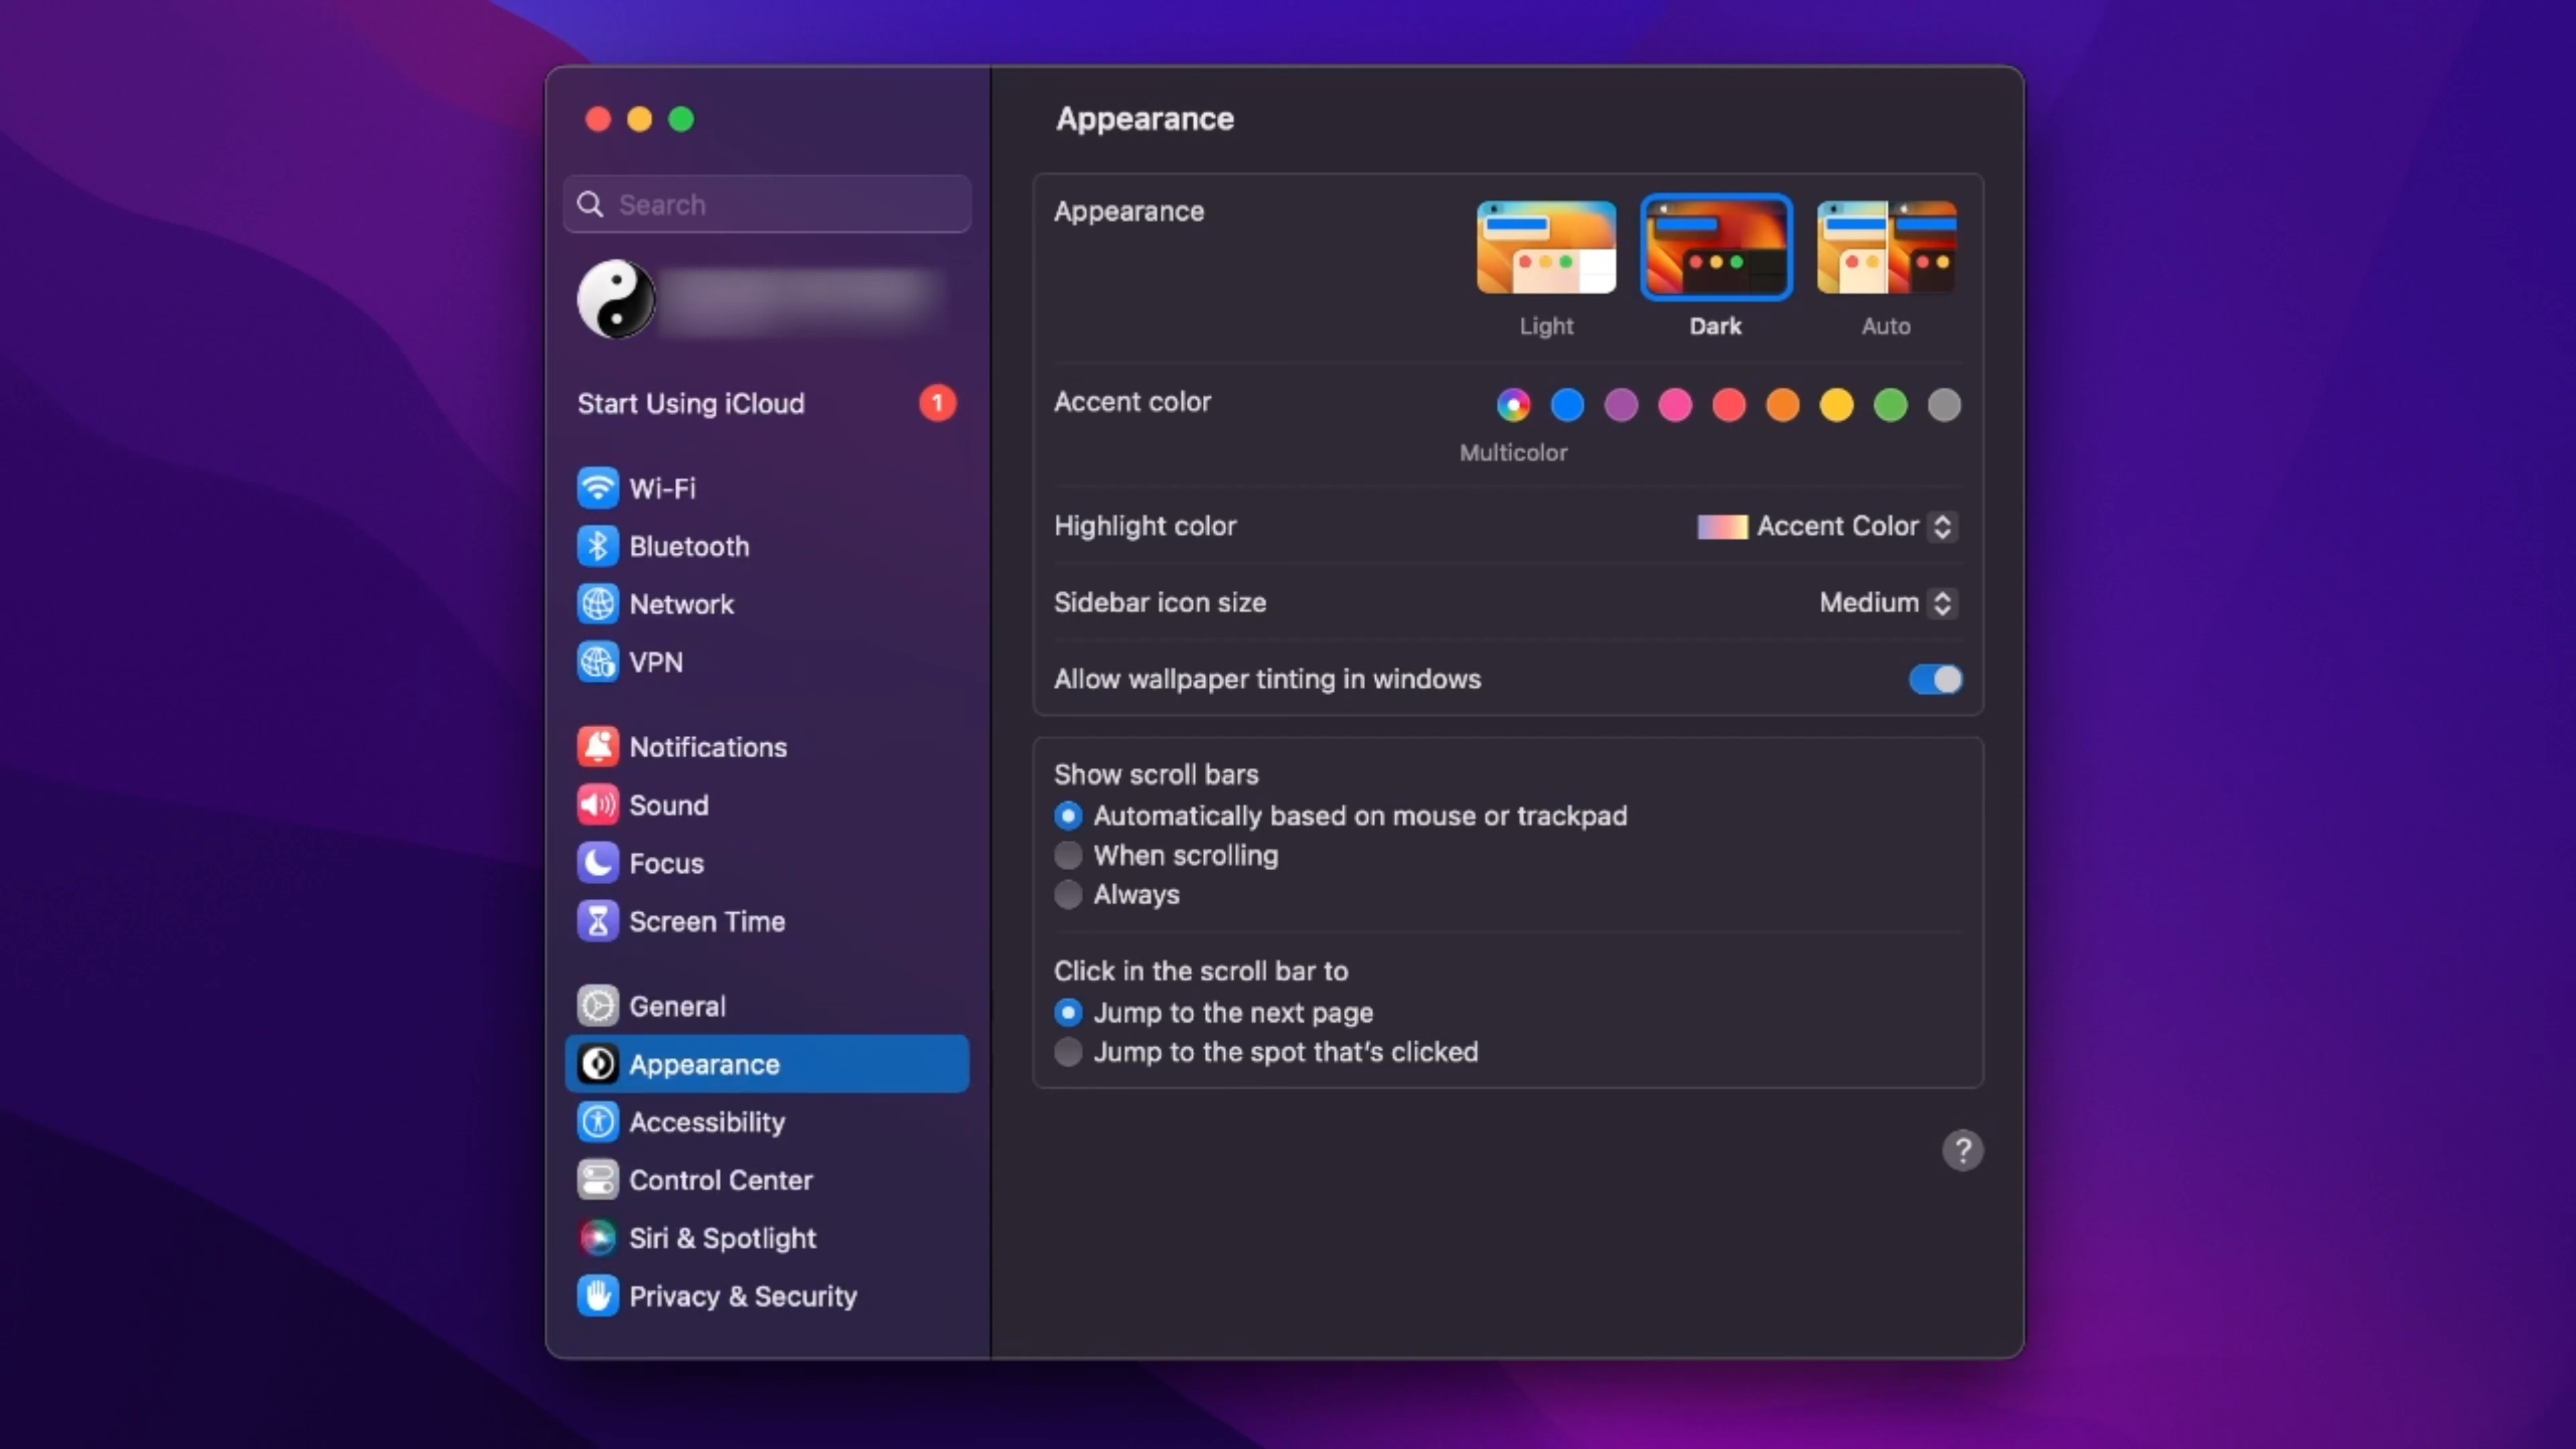 Search
Start Using iCloud
1
Wi-Fi
Bluetooth
Network
VPN
Notifications
Sound
Focus
Screen Time
General
Appearance
Accessibility
Control Center
Siri & Spotlight
Privacy & Security
Appearance
Appearance
Light
Dark
Auto
Accent color
Multicolor
Highlight color
Accent Color
Sidebar icon size
Medium
Allow wallpaper tinting in windows
Show scroll bars
Automatically based on mouse or trackpad
When scrolling
Always
Click in the scroll bar to
Jump to the next page
Jump to the spot that's clicked
?